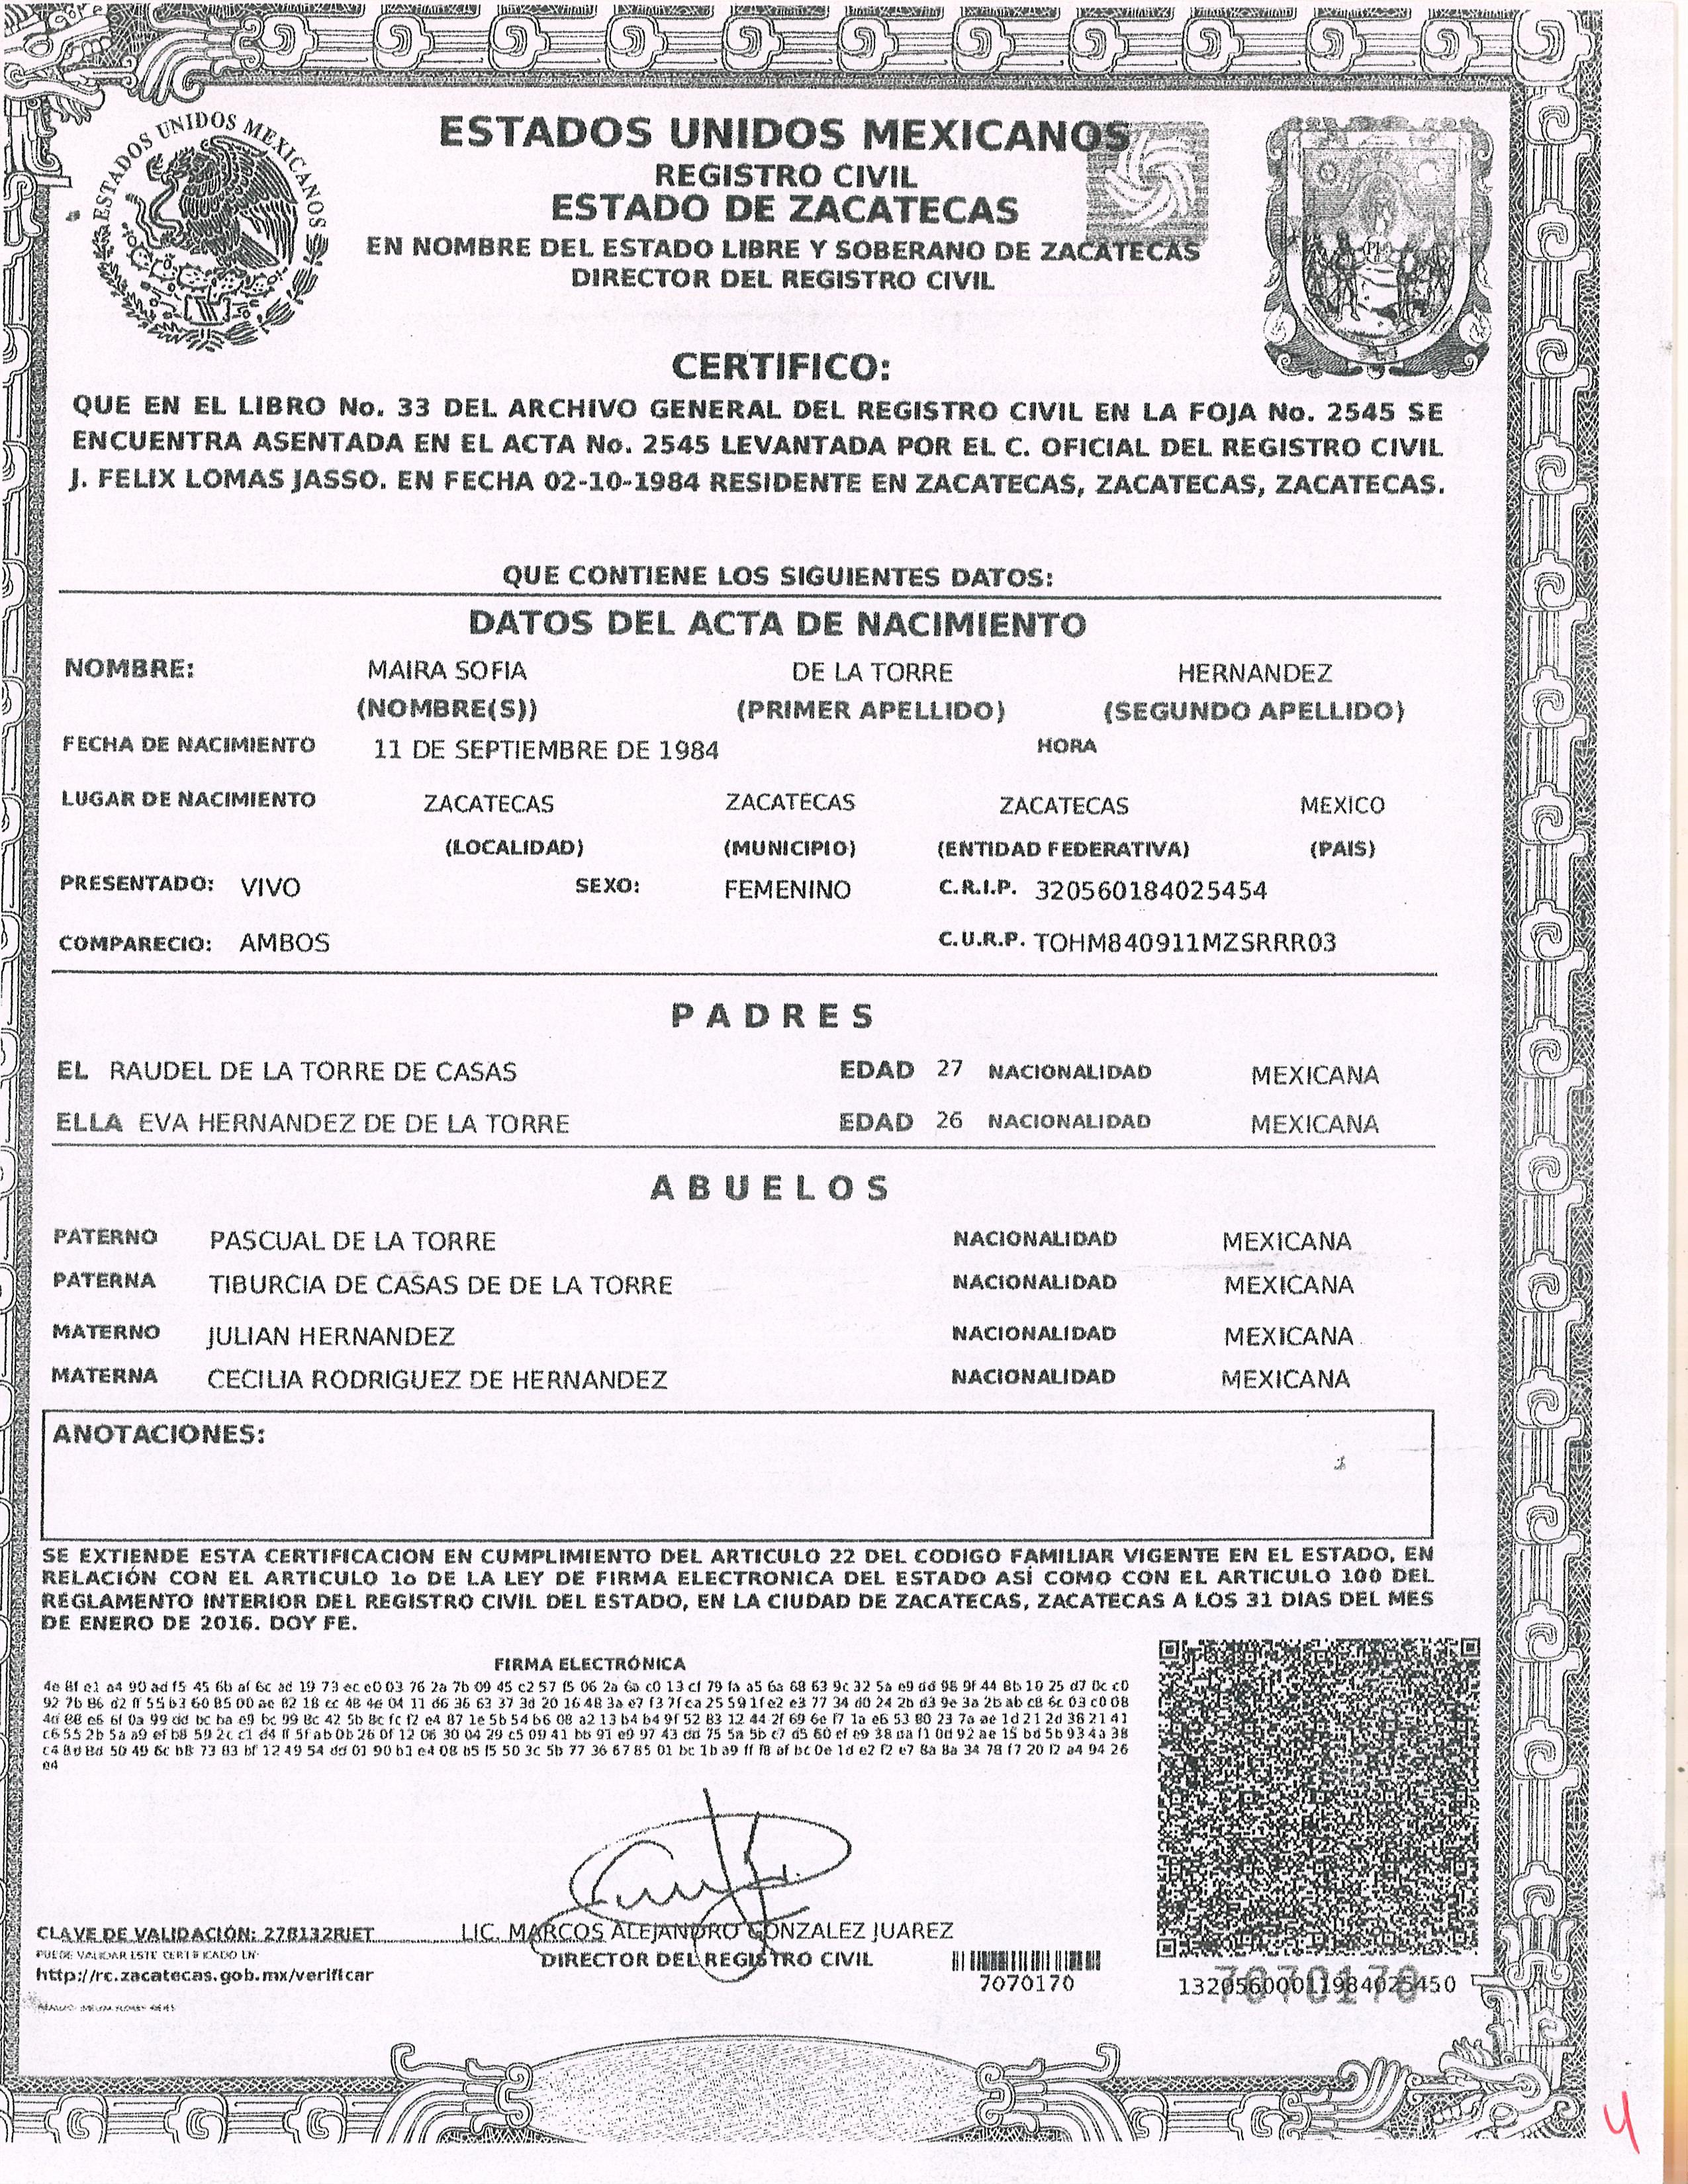 ESTADOS UNIDOS MEXICANOS
ESTADOS UNIDOS MEXICANOS
REGISTRO CIVIL
ESTADO DE ZACATECAS
EN NOMBRE DEL ESTADO LIBRE Y SOBERANO DE ZACATECAS
DIRECTOR DEL REGISTRO CIVIL
CERTIFICO:
QUE EN EL LIBRO No. 33 DEL ARCHIVO GENERAL DEL REGISTRO CIVIL EN LA FOJA No. 2545 SE
ENCUENTRA ASENTADA EN EL ACTA No. 2545 LEVANTADA POR EL C. OFICIAL DEL REGISTRO CIVIL
J. FELIX LOMAS JASSO. EN FECHA 02-10-1984 RESIDENTE EN ZACATECAS, ZACATECAS, ZACATECAS.
QUE CONTIENE LOS SIGUIENTES DATOS:
DATOS DEL ACTA DE NACIMIENTO
NOMBRE: MAIRA SOFIA DE LA TORRE HERNANDEZ
(NOMBRE(S)) (PRIMER APELLIDO) (SEGUNDO APELLIDO)
FECHA DE NACIMIENTO 11 DE SEPTIEMBRE DE 1984 HORA
LUGAR DE NACIMIENTO ZACATECAS ZACATECAS ZACATECAS MEXICO
(LOCALIDAD) (MUNICIPIO) (ENTIDAD FEDERATIVA) (PAIS)
PRESENTADO: VIVO SEXO: FEMENINO C.R.I.P. 320560184025454
COMPARECIO: AMBOS C.U.R.P. TOHM840911MZSRRR03
PADRES
EL RAUDEL DE LA TORRE DE CASAS EDAD 27 NACIONALIDAD MEXICANA
ELLA EVA HERNANDEZ DE DE LA TORRE EDAD 26 NACIONALIDAD MEXICANA
ABUELOS
PATERNO PASCUAL DE LA TORRE NACIONALIDAD MEXICANA
PATERNA TIBURCIA DE CASAS DE DE LA TORRE NACIONALIDAD MEXICANA
MATERNO JULIAN HERNANDEZ NACIONALIDAD MEXICANA
MATERNA CECILIA RODRIGUEZ DE HERNANDEZ NACIONALIDAD MEXICANA
ANOTACIONES:
SE EXTIENDE ESTA CERTIFICACION EN CUMPLIMIENTO DEL ARTICULO 22 DEL CODIGO FAMILIAR VIGENTE EN EL ESTADO, EN
RELACIÓN CON EL ARTICULO 1o DE LA LEY DE FIRMA ELECTRONICA DEL ESTADO ASÍ COMO CON EL ARTICULO 100 DEL
REGLAMENTO INTERIOR DEL REGISTRO CIVIL DEL ESTADO, EN LA CIUDAD DE ZACATECAS, ZACATECAS A LOS 31 DIAS DEL MES
DE ENERO DE 2016. DOY FE.
FIRMA ELECTRÓNICA
LIC. MARCOS ALEJANDRO GONZALEZ JUAREZ
DIRECTOR DEL REGISTRO CIVIL
CLAVE DE VALIDACIÓN: 278132RIET
PUEDE VALIDAR ESTE CERTIFICADO EN:
http://rc.zacatecas.gob.mx/verificar
7070170
13205600011984025450
7070170
4